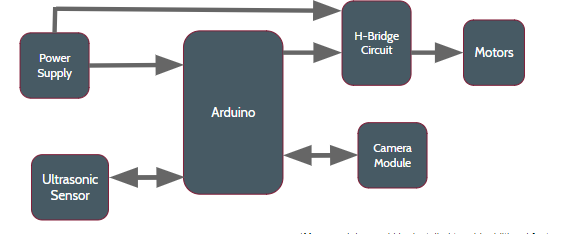 H-Bridge
Circuit
Power
Supply
Motors
Arduino
Camera
Module
Ultrasonic
Sensor